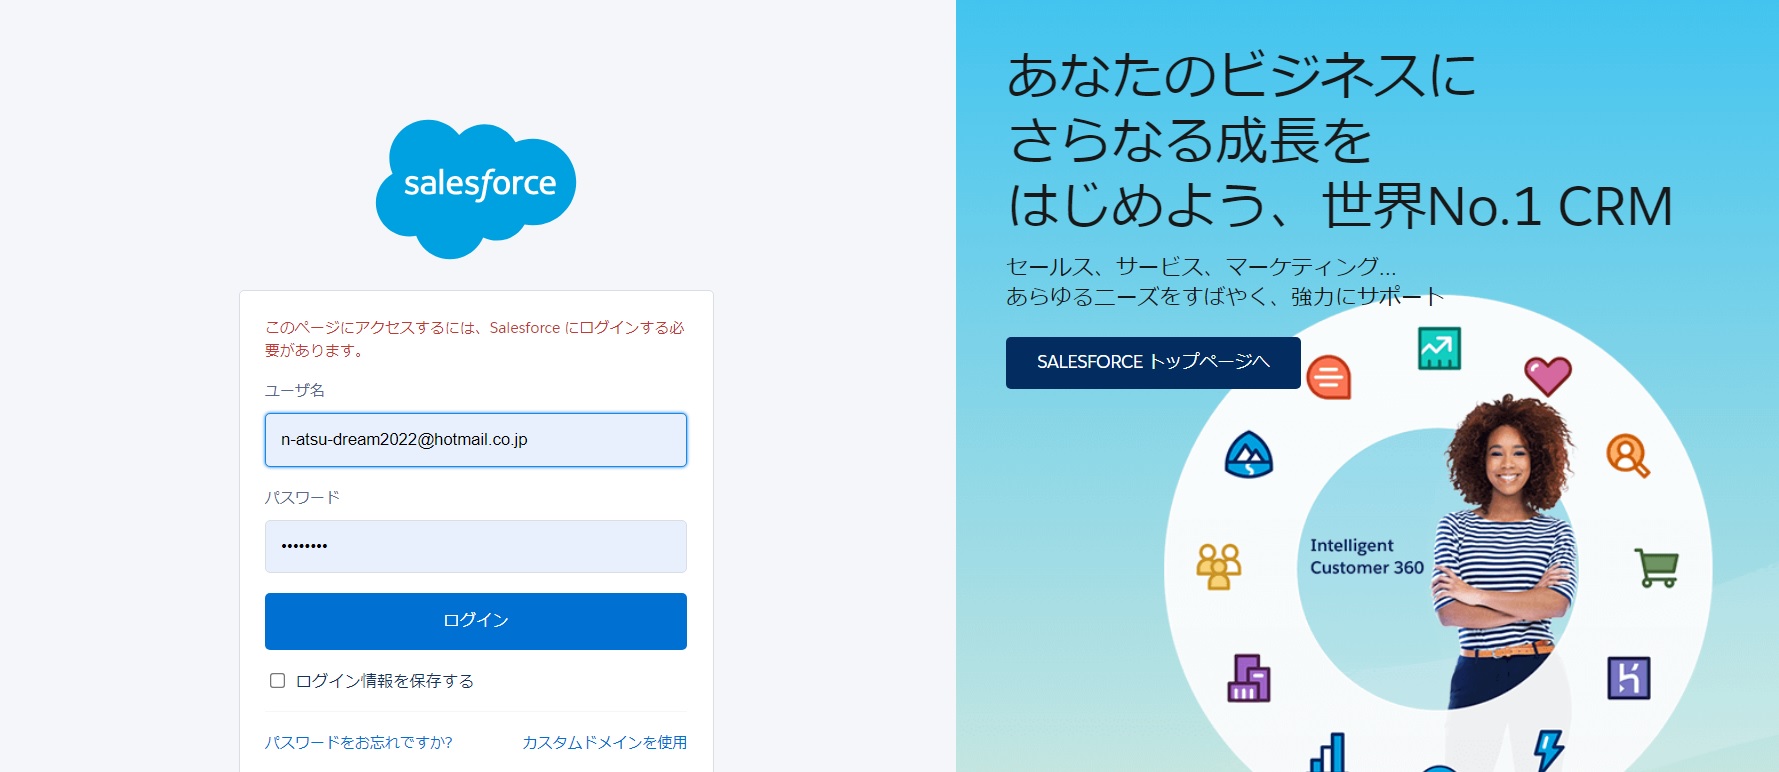 salesforce
このページにアクセスするには、Salesforce にログインする必
要があります。
ユーザ名
n-atsu-dream2022@hotmail.co.jp
パスワード
••••••••
ログイン
ログイン情報を保存する
パスワードをお忘れですか?
カスタムドメインを使用
あなたのビジネスに
さらなる成長を
はじめよう、世界No.1 CRM
セールス、サービス、マーケティング...
あらゆるニーズをすばやく、強力にサポート
SALESFORCE トップページへ
Intelligent
Customer 360